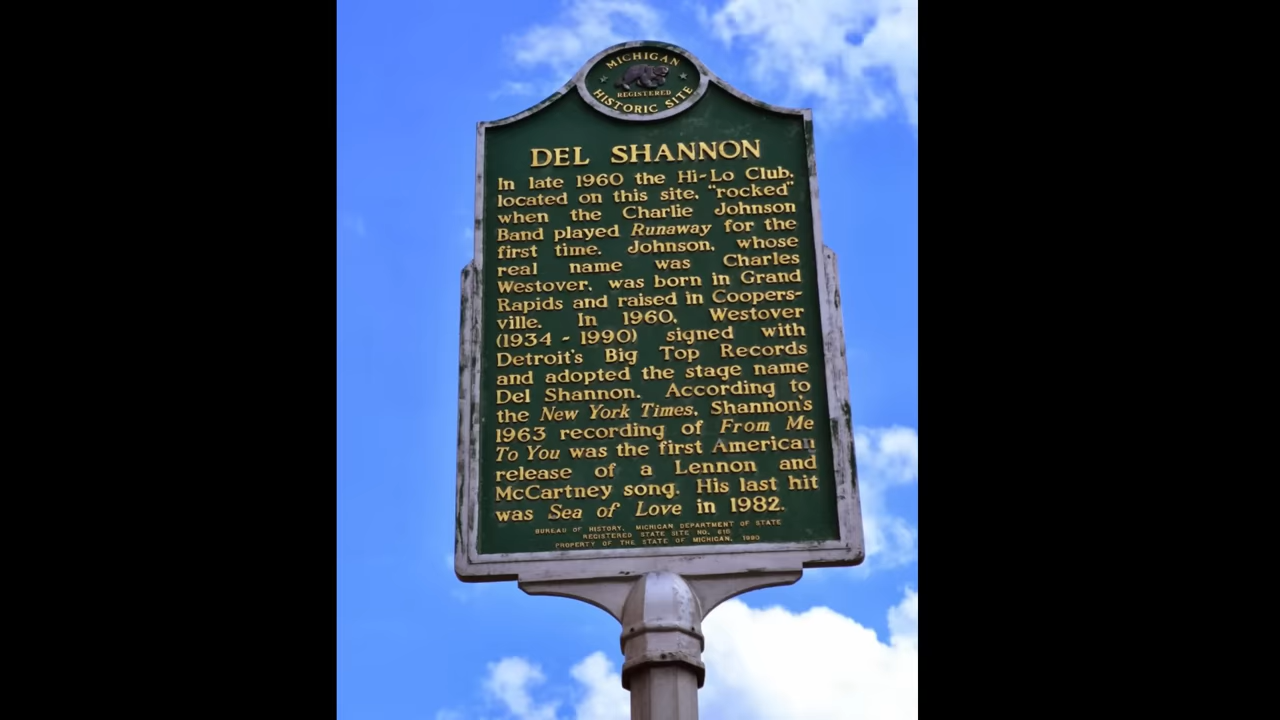 MICHIGAN
REGISTERED
HISTORIC SITE
DEL SHANNON
In late 1960 the Hi-Lo Club,
located on this site, "rocked"
when the Charlie Johnson
Band played Runaway for the
first time. Johnson, whose
real name was Charles
Westover, was born in Grand
Rapids and raised in Coopers-
ville. In 1960, Westover
(1934 - 1990) signed with
Detroit's Big Top Records
and adopted the stage name
Del Shannon. According to
the New York Times, Shannon's
1963 recording of From Me
To You was the first American
release of a Lennon and
McCartney song. His last hit
was Sea of Love in 1982.
BUREAU OF HISTORY, MICHIGAN DEPARTMENT OF STATE
REGISTERED STATE SITE NO.
PROPERTY OF THE STATE OF MICHIGAN, 1990